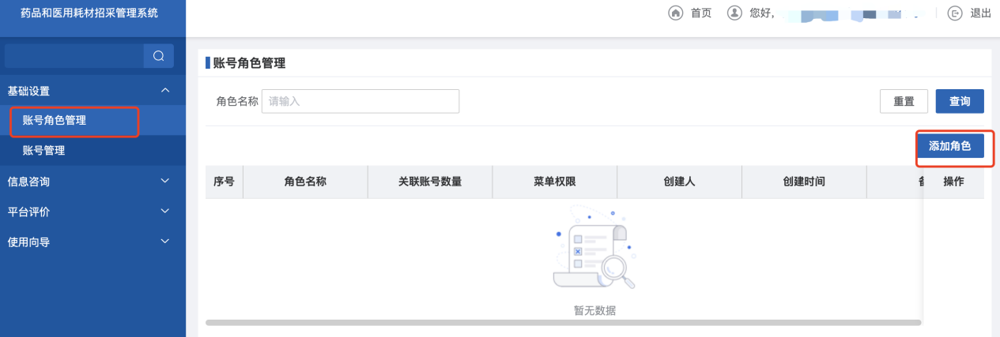 药品和医用耗材招采管理系统
首页
您好,
退出
基础设置
账号角色管理
账号管理
信息咨询
平台评价
使用向导
账号角色管理
角色名称 请输入
重置 查询
添加角色
序号 角色名称 关联账号数量 菜单权限 创建人 创建时间 操作
暂无数据